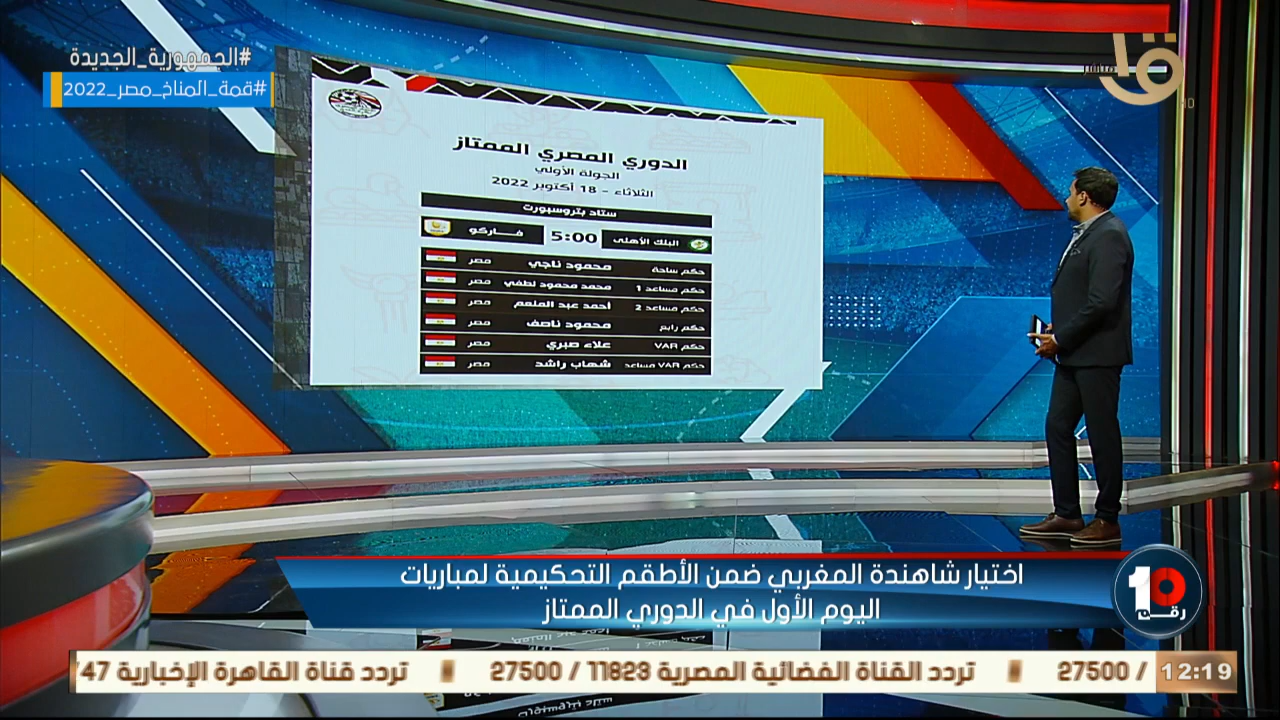 #الجمهورية_الجديدة
#قمة_المناخ_مصر_2022
مباشر
HD
الدوري المصري الممتاز
الجولة الأولى
الثلاثاء - 18 أكتوبر 2022
ستاد بتروسبورت
البنك الأهلي 5:00 فاركو
حكم ساحة محمود ناجي مصر
حكم مساعد 1 محمد محمود لطفي مصر
حكم مساعد 2 أحمد عبد المنعم مصر
حكم رابع محمود ناصف مصر
حكم VAR علاء صبري مصر
حكم VAR مساعد شهاب راشد مصر
اختيار شاهندة المغربي ضمن الأطقم التحكيمية لمباريات
اليوم الأول في الدوري الممتاز
رقم 10
12:19 / 27500 تردد القناة الفضائية المصرية 11823 / 27500 تردد قناة القاهرة الإخبارية 47